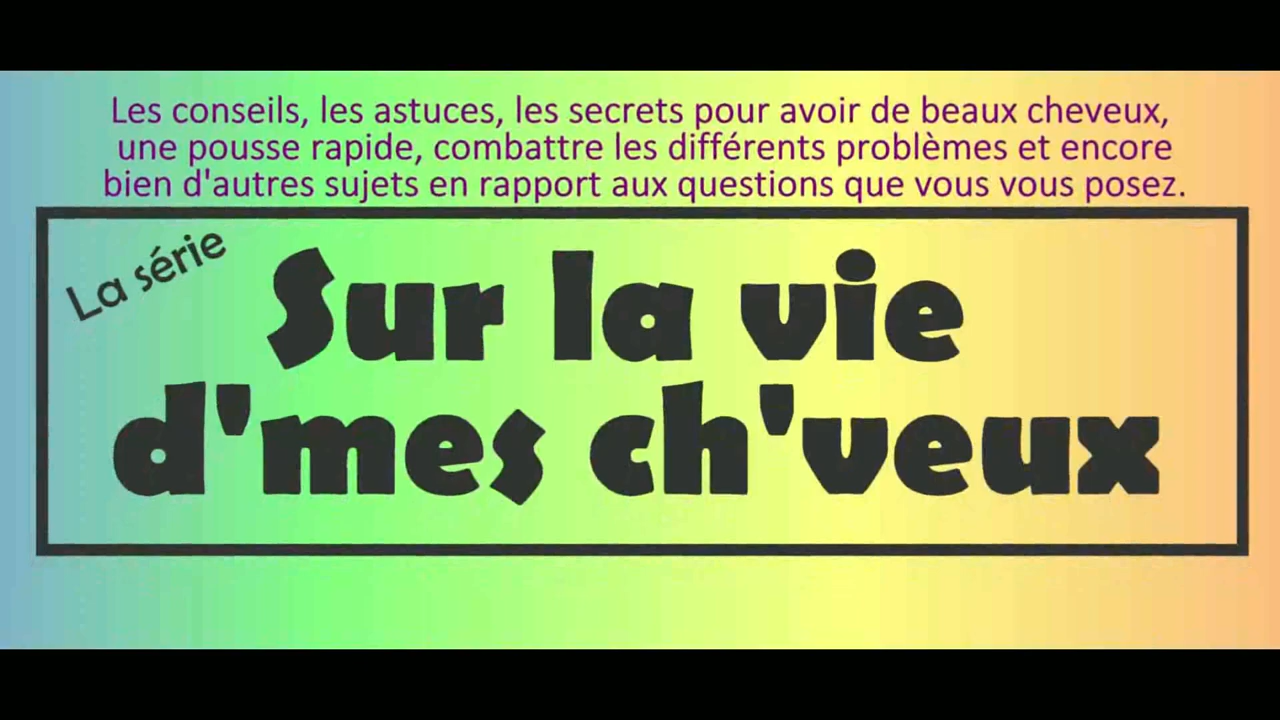 Les conseils, les astuces, les secrets pour avoir de beaux cheveux,
une pousse rapide, combattre les différents problèmes et encore
bien d'autres sujets en rapport aux questions que vous vous posez.
La série
Sur la vie
d'mes ch'veux